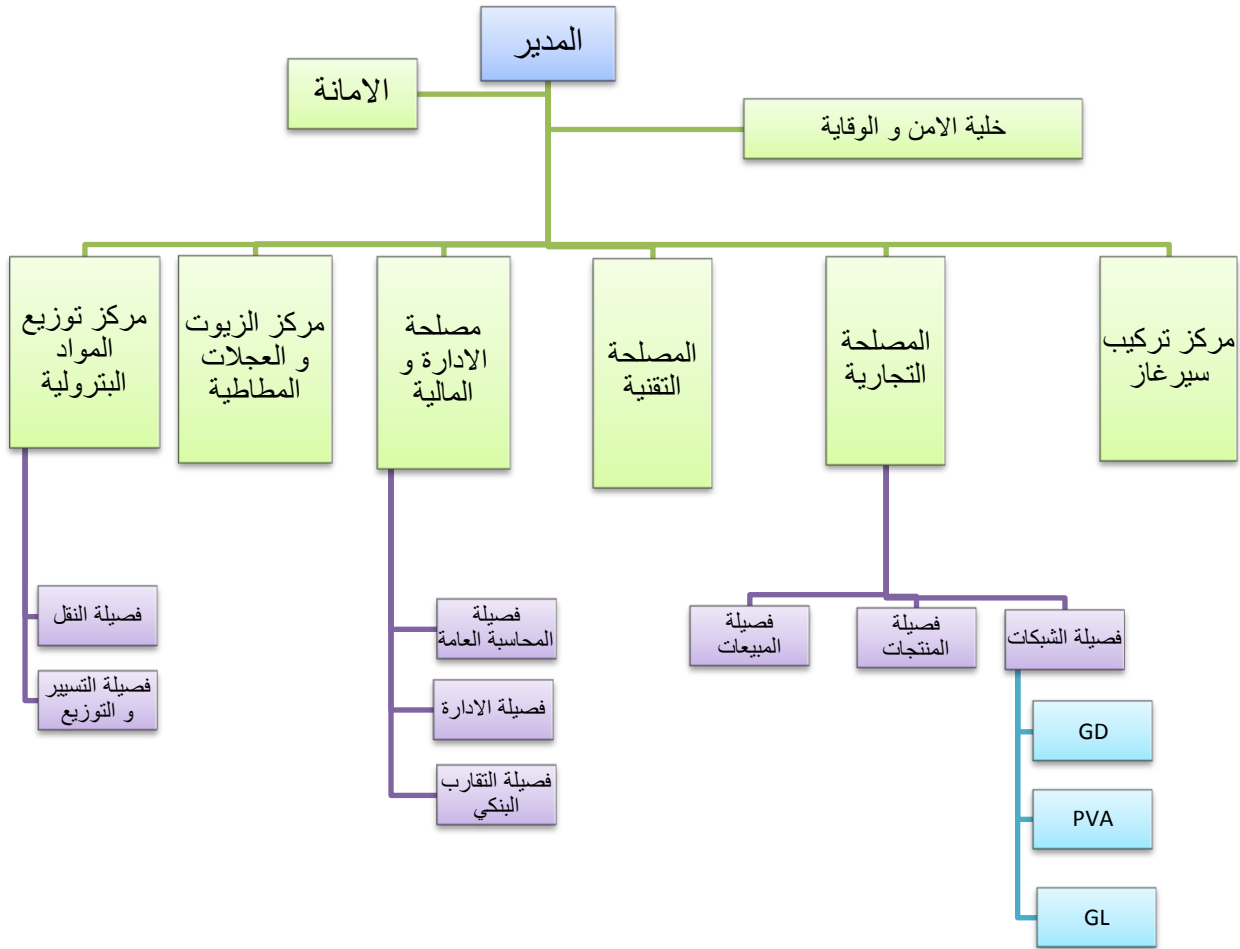 المدير
الامانة
خلية الامن و الوقاية
مركز تركيب
سيرغاز
المصلحة
التجارية
المصلحة
التقنية
مصلحة
الادارة و
المالية
مركز الزيوت
و العجلات
المطاطية
مركز توزيع
المواد
البترولية
فصيلة الشبكات
فصيلة
المنتجات
فصيلة
المبيعات
GD
PVA
GL
فصيلة
المحاسبة العامة
فصيلة الادارة
فصيلة التقارب
البنكي
فصيلة النقل
فصيلة التسيير
و التوزيع